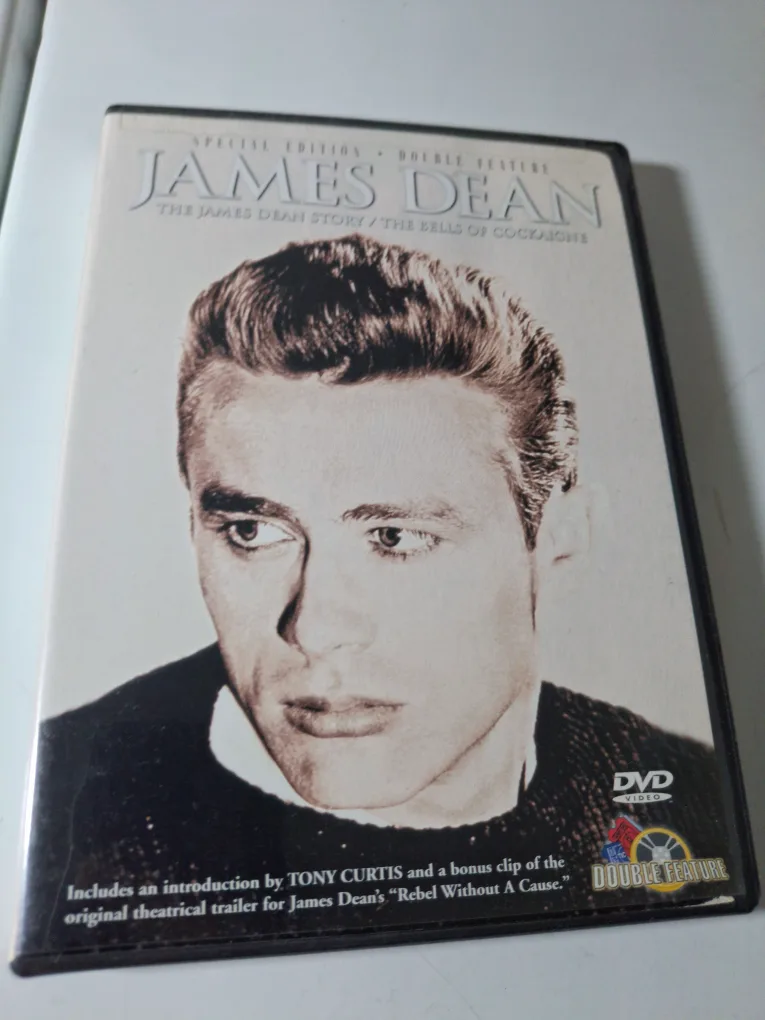 SPECIAL EDITION • DOUBLE FEATURE
JAMES DEAN
THE JAMES DEAN STORY / THE BELLS OF COCKAIGNE
DVD
VIDEO
DOUBLE FEATURE
Includes an introduction by TONY CURTIS and a bonus clip of the
original theatrical trailer for James Dean's "Rebel Without A Cause."